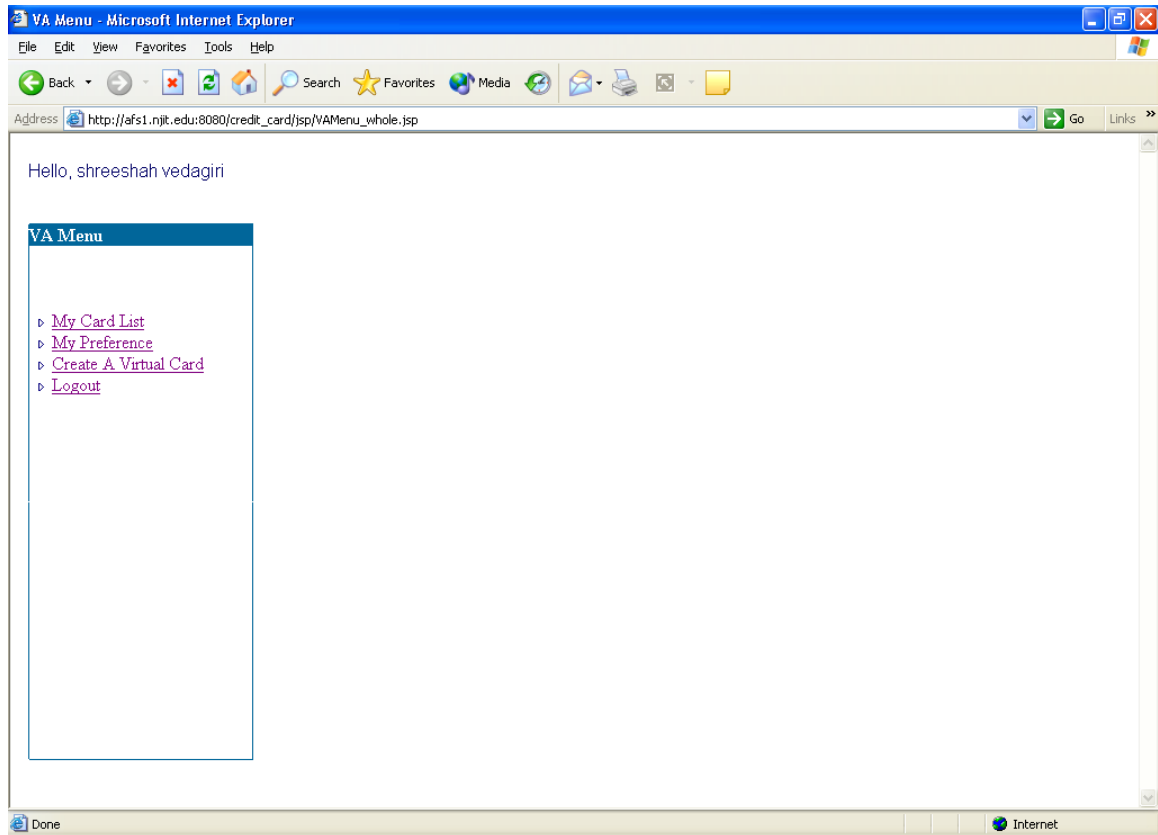 VA Menu - Microsoft Internet Explorer
File Edit View Favorites Tools Help
Back Search Favorites Media
Address http://afs1.njit.edu:8080/credit_card/jsp/VAMenu_whole.jsp Go Links »
Hello, shreeshah vedagiri
VA Menu
My Card List
My Preference
Create A Virtual Card
Logout
Done Internet